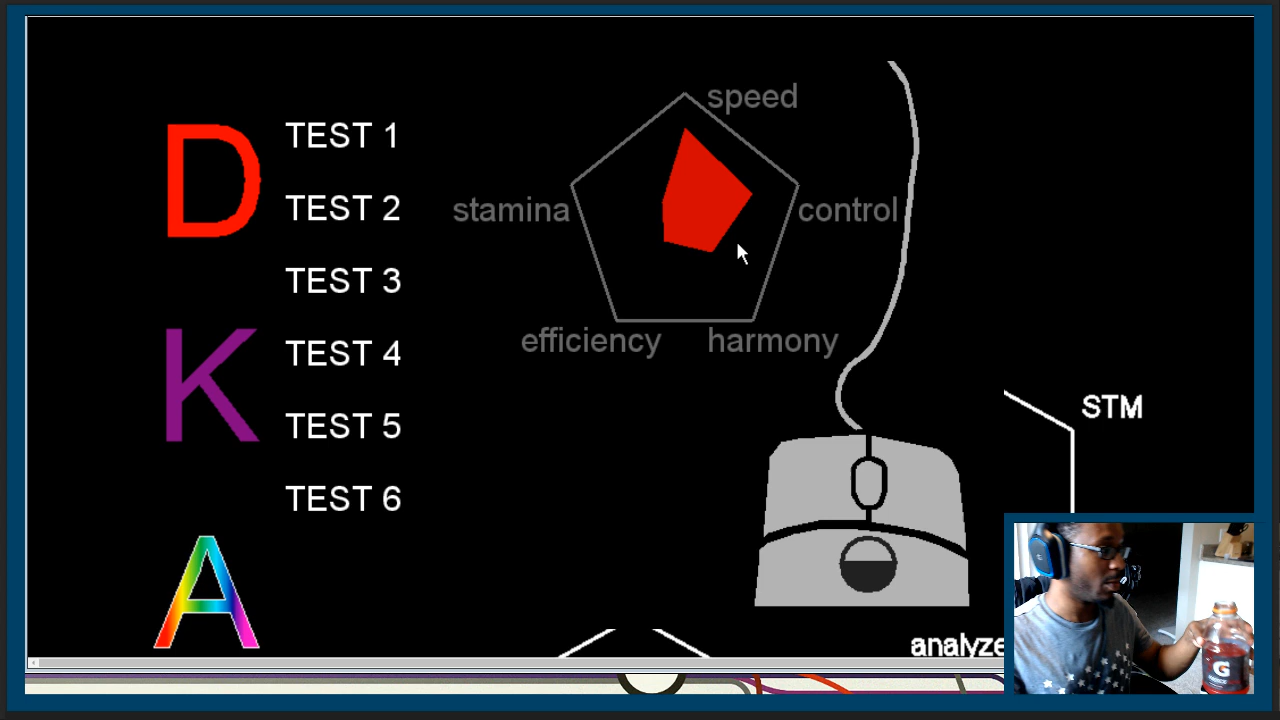 speed
D
TEST 1
TEST 2
stamina
control
TEST 3
efficiency
harmony
K
TEST 4
STM
TEST 5
TEST 6
A
analyze
G